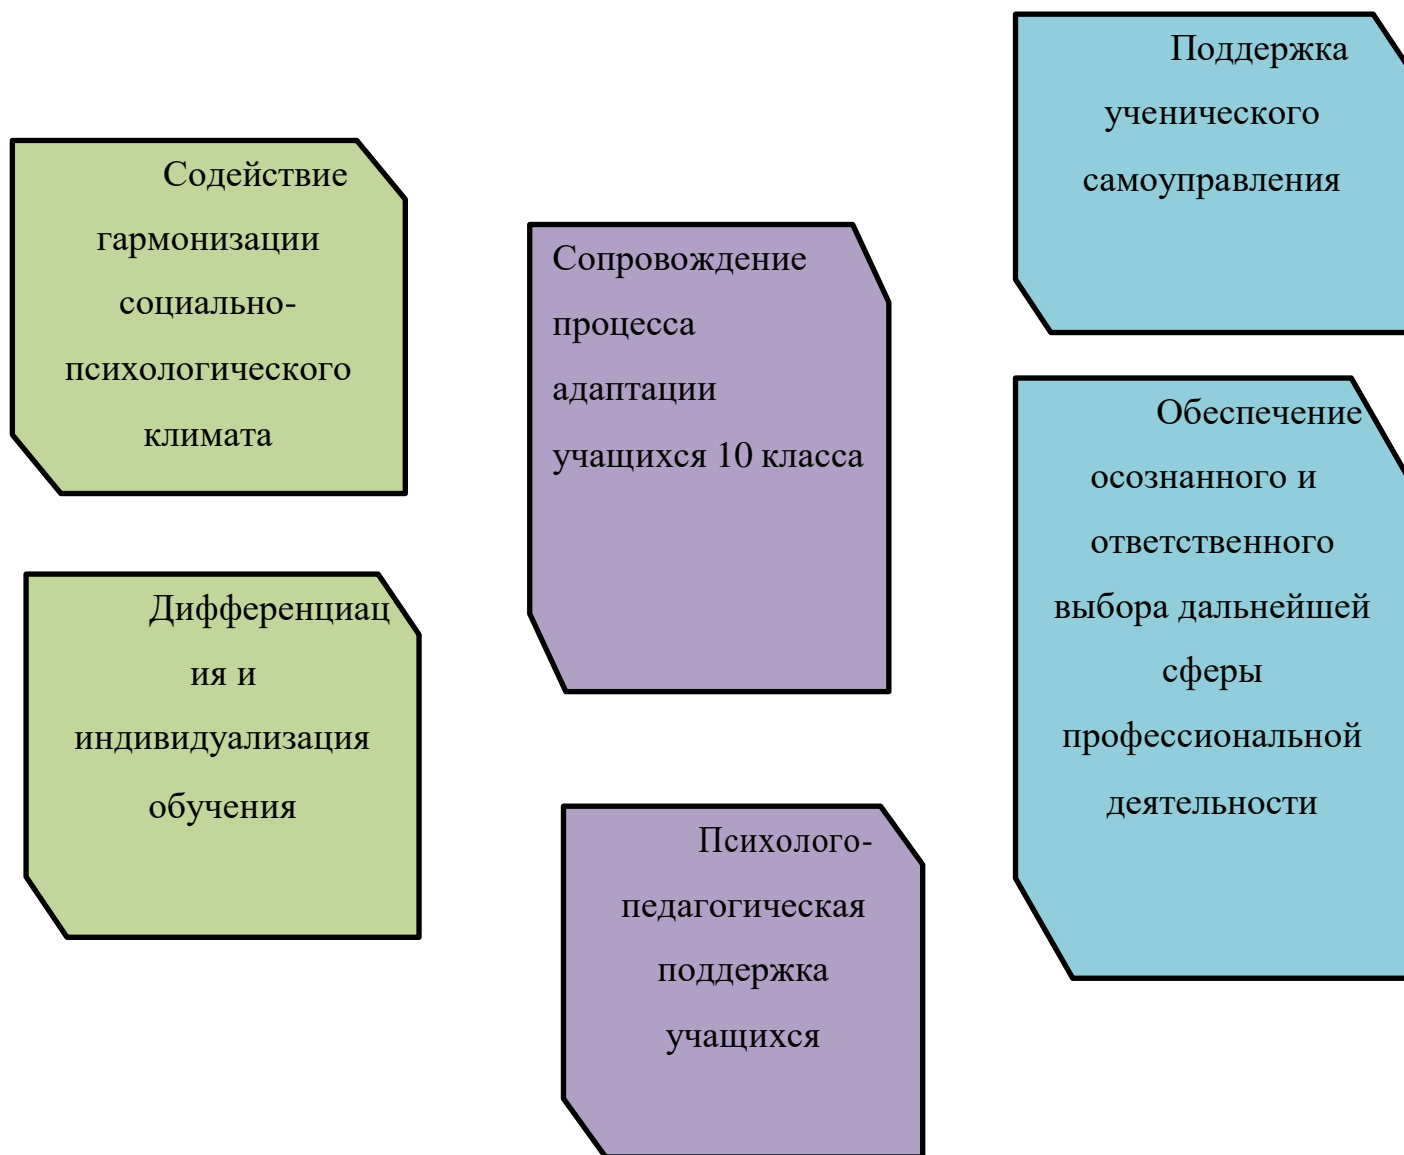 Содействие
гармонизации
социально-
психологического
климата
Дифференциац
ия и
индивидуализация
обучения
Сопровождение
процесса
адаптации
учащихся 10 класса
Психолого-
педагогическая
поддержка
учащихся
Поддержка
ученического
самоуправления
Обеспечение
осознанного и
ответственного
выбора дальнейшей
сферы
профессиональной
деятельности